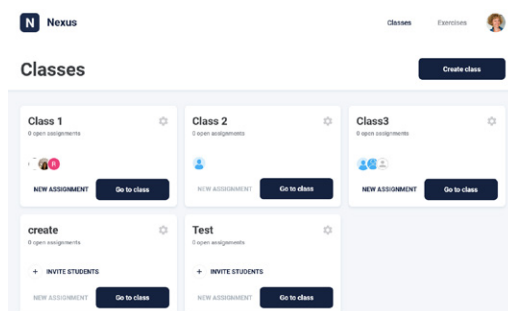 N Nexus
Classes Exercises
Classes
Create class
Class 1
0 open assignments
R
NEW ASSIGNMENT Go to class
Class 2
0 open assignments
NEW ASSIGNMENT Go to class
Class3
0 open assignments
NEW ASSIGNMENT Go to class
create
0 open assignments
+ INVITE STUDENTS
NEW ASSIGNMENT Go to class
Test
0 open assignments
+ INVITE STUDENTS
NEW ASSIGNMENT Go to class